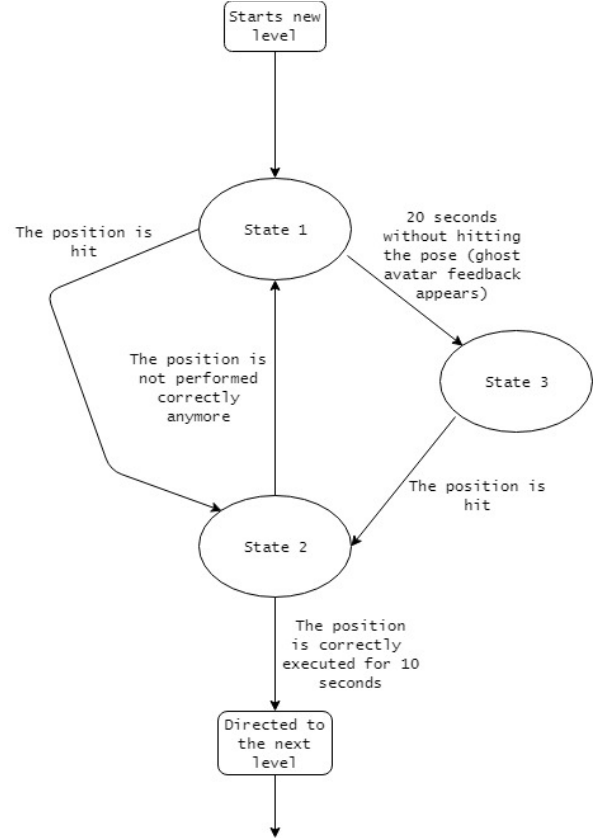 Starts new
level
State 1
The position is
hit
20 seconds
without hitting
the pose (ghost
avatar feedback
appears)
The position is
not performed
correctly
anymore
State 3
The position is
hit
State 2
The position
is correctly
executed for 10
seconds
Directed to
the next
level